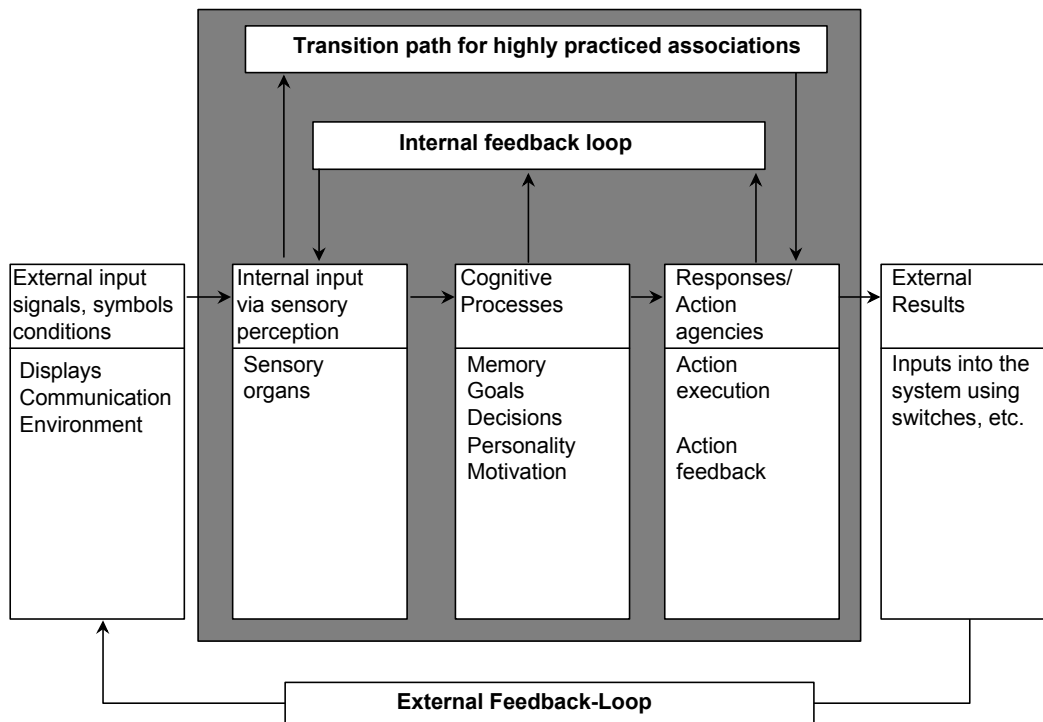 Transition path for highly practiced associations
Internal feedback loop
External input
signals, symbols
conditions
Displays
Communication
Environment
Internal input
via sensory
perception
Sensory
organs
Cognitive
Processes
Memory
Goals
Decisions
Personality
Motivation
Responses/
Action
agencies
Action
execution
Action
feedback
External
Results
Inputs into the
system using
switches, etc.
External Feedback-Loop